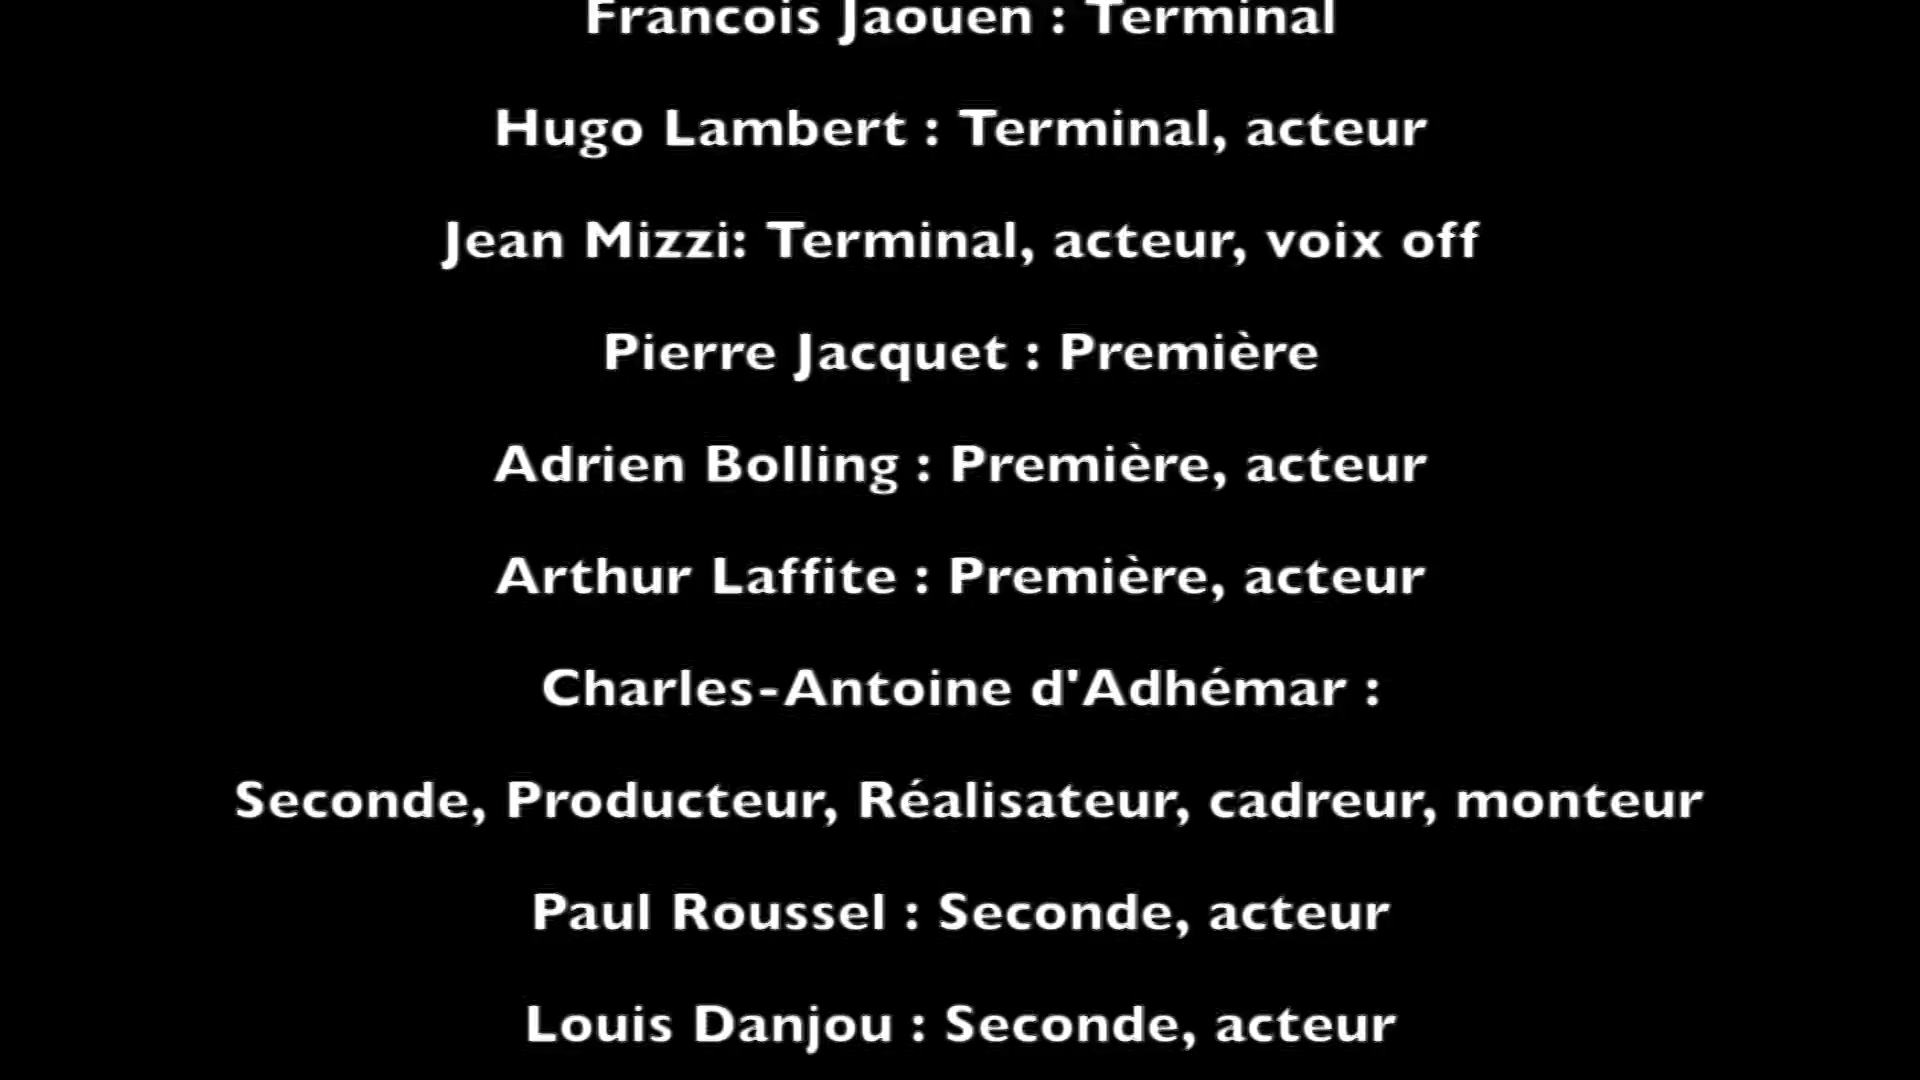 Francois Jaouen : Terminal
Hugo Lambert : Terminal, acteur
Jean Mizzi: Terminal, acteur, voix off
Pierre Jacquet : Première
Adrien Bolling : Première, acteur
Arthur Laffite : Première, acteur
Charles-Antoine d'Adhémar :
Seconde, Producteur, Réalisateur, cadreur, monteur
Paul Roussel : Seconde, acteur
Louis Danjou : Seconde, acteur